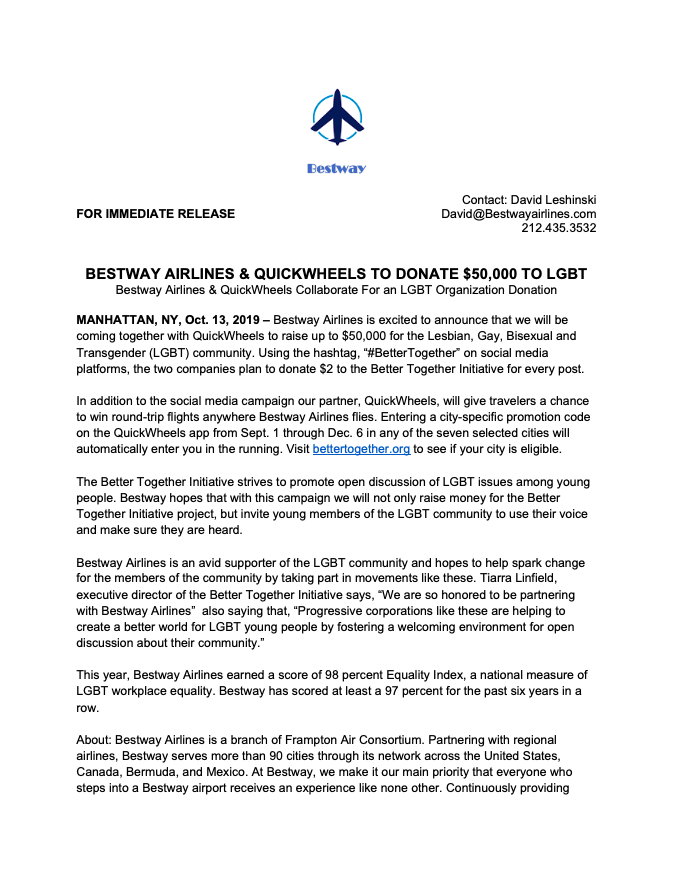 Bestway
Contact: David Leshinski
FOR IMMEDIATE RELEASE
David@Bestwayairlines.com
212.435.3532
BESTWAY AIRLINES & QUICKWHEELS TO DONATE $50,000 TO LGBT
Bestway Airlines & QuickWheels Collaborate For an LGBT Organization Donation
MANHATTAN, NY, Oct. 13, 2019 – Bestway Airlines is excited to announce that we will be
coming together with QuickWheels to raise up to $50,000 for the Lesbian, Gay, Bisexual and
Transgender (LGBT) community. Using the hashtag, “#BetterTogether” on social media
platforms, the two companies plan to donate $2 to the Better Together Initiative for every post.
In addition to the social media campaign our partner, QuickWheels, will give travelers a chance
to win round-trip flights anywhere Bestway Airlines flies. Entering a city-specific promotion code
on the QuickWheels app from Sept. 1 through Dec. 6 in any of the seven selected cities will
automatically enter you in the running. Visit bettertogether.org to see if your city is eligible.
The Better Together Initiative strives to promote open discussion of LGBT issues among young
people. Bestway hopes that with this campaign we will not only raise money for the Better
Together Initiative project, but invite young members of the LGBT community to use their voice
and make sure they are heard.
Bestway Airlines is an avid supporter of the LGBT community and hopes to help spark change
for the members of the community by taking part in movements like these. Tiarra Linfield,
executive director of the Better Together Initiative says, “We are so honored to be partnering
with Bestway Airlines”  also saying that, “Progressive corporations like these are helping to
create a better world for LGBT young people by fostering a welcoming environment for open
discussion about their community.”
This year, Bestway Airlines earned a score of 98 percent Equality Index, a national measure of
LGBT workplace equality. Bestway has scored at least a 97 percent for the past six years in a
row.
About: Bestway Airlines is a branch of Frampton Air Consortium. Partnering with regional
airlines, Bestway serves more than 90 cities through its network across the United States,
Canada, Bermuda, and Mexico. At Bestway, we make it our main priority that everyone who
steps into a Bestway airport receives an experience like none other. Continuously providing